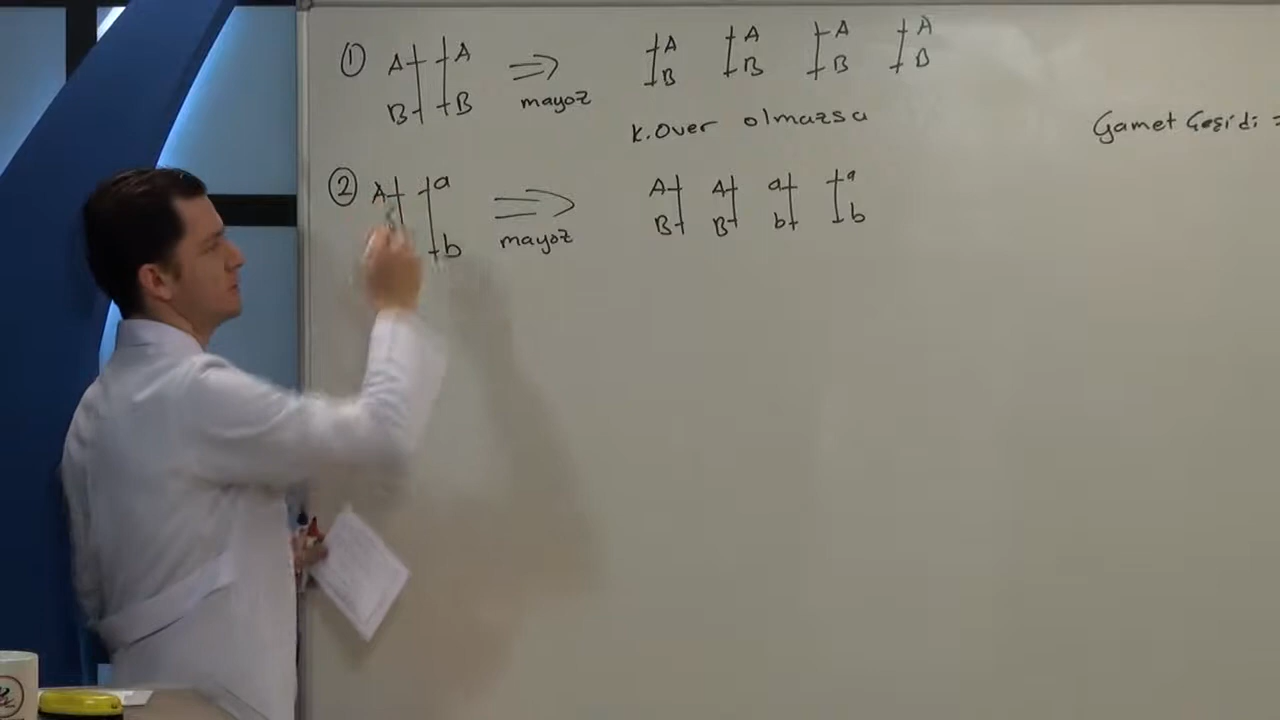 ① A A ⇒ A A A A
B B mayoz B B B B
K.Over olmazsa
Gamet Çeşidi =
② A a ⇒ A A a a
b mayoz B B b b